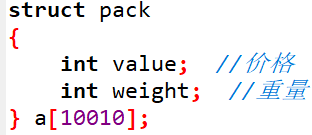 struct pack
{
    int value;  //价格
    int weight;  //重量
} a[10010];